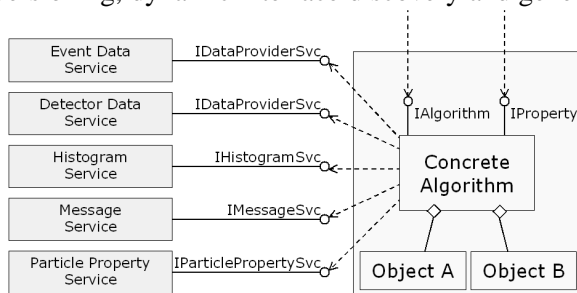 Event Data
Service
IDataProviderSvc
Detector Data
Service
IDataProviderSvc
IAlgorithm
IProperty
Histogram
Service
IHistogramSvc
Concrete
Algorithm
Message
Service
IMessageSvc
Particle Property
Service
IParticlePropertySvc
Object A
Object B